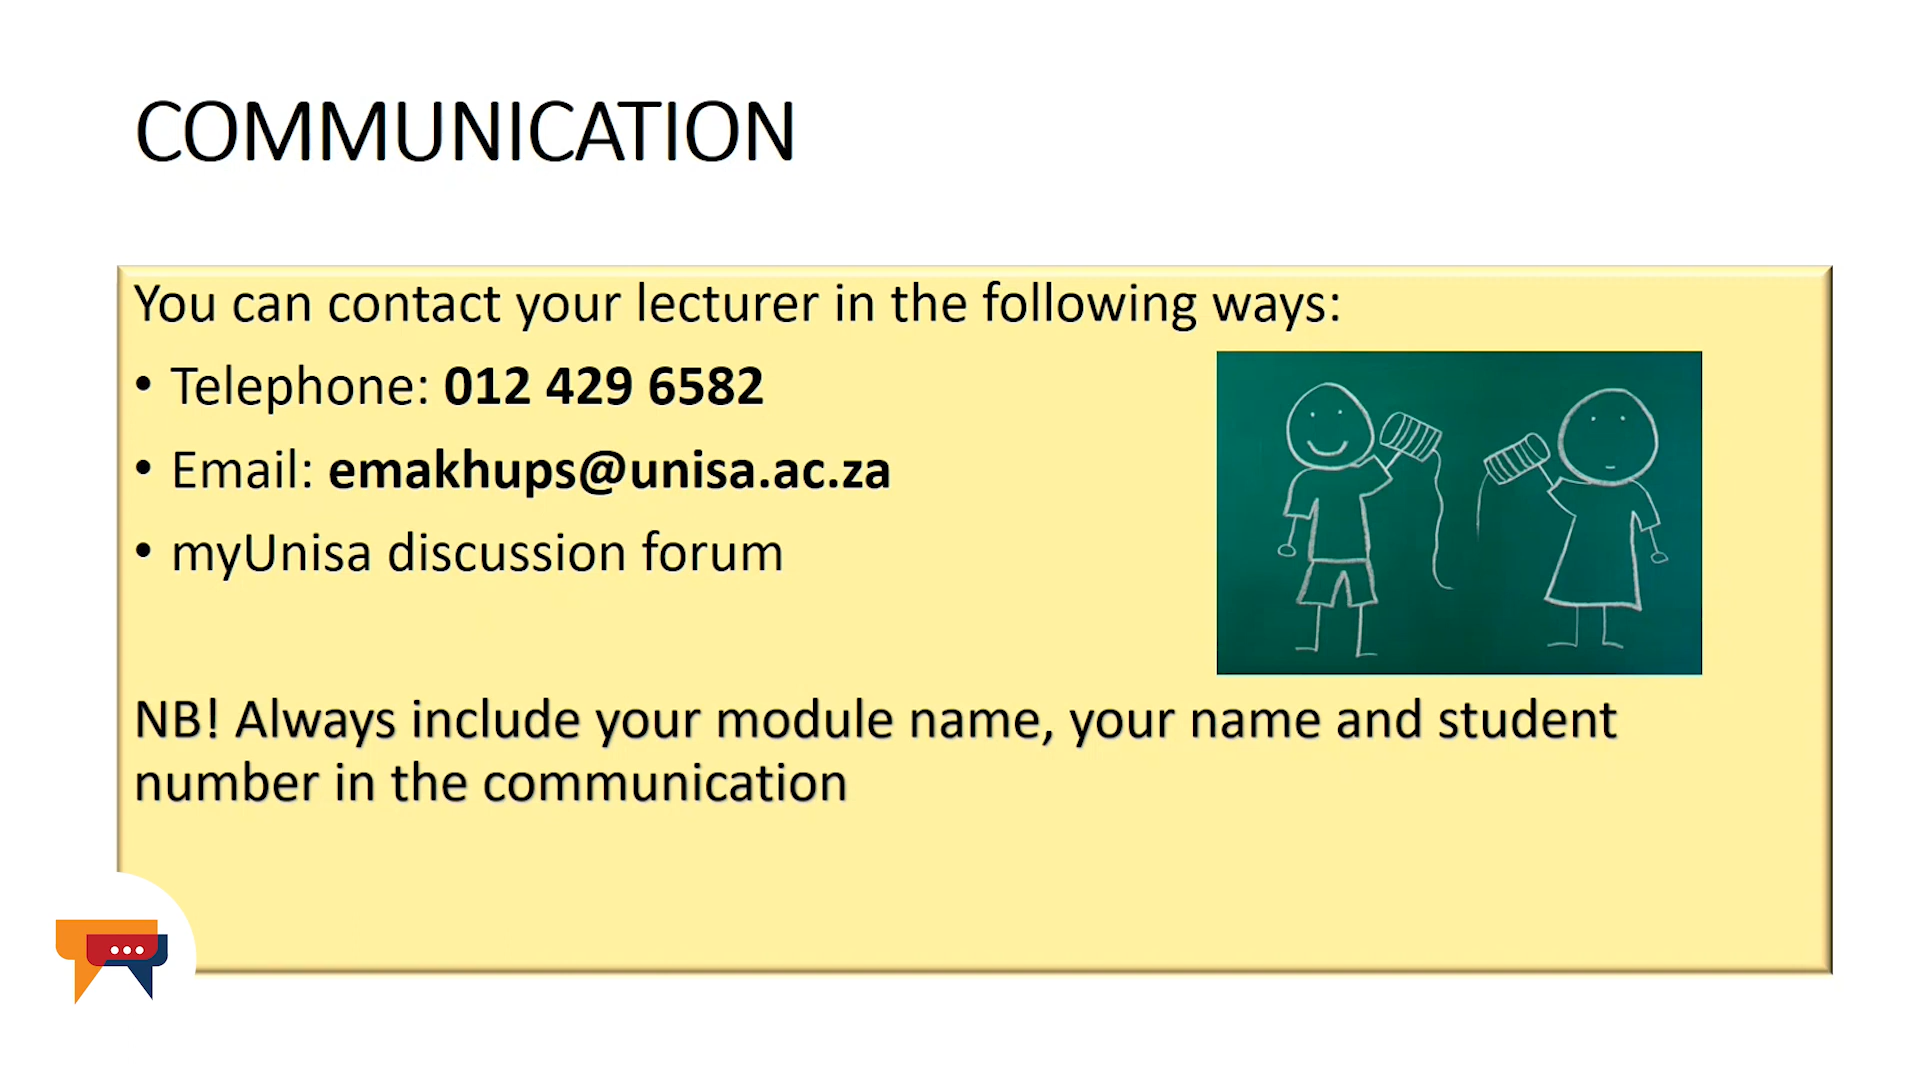 COMMUNICATION
You can contact your lecturer in the following ways:
• Telephone: 012 429 6582
• Email: emakhups@unisa.ac.za
• myUnisa discussion forum
NB! Always include your module name, your name and student
number in the communication